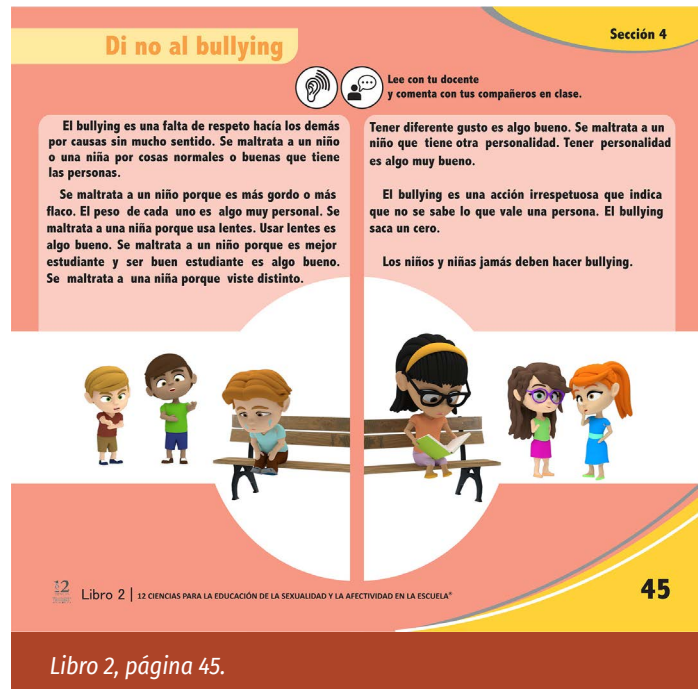 Di no al bullying
Sección 4
Lee con tu docente
y comenta con tus compañeros en clase.
El bullying es una falta de respeto hacía los demás
por causas sin mucho sentido. Se maltrata a un niño
o una niña por cosas normales o buenas que tiene
las personas.
Se maltrata a un niño porque es más gordo o más
flaco. El peso de cada uno es algo muy personal. Se
maltrata a una niña porque usa lentes. Usar lentes es
algo bueno. Se maltrata a un niño porque es mejor
estudiante y ser buen estudiante es algo bueno.
Se maltrata a una niña porque viste distinto.
Tener diferente gusto es algo bueno. Se maltrata a un
niño que tiene otra personalidad. Tener personalidad
es algo muy bueno.
El bullying es una acción irrespetuosa que indica
que no se sabe lo que vale una persona. El bullying
saca un cero.
Los niños y niñas jamás deben hacer bullying.
12
Libro 2 | 12 CIENCIAS PARA LA EDUCACIÓN DE LA SEXUALIDAD Y LA AFECTIVIDAD EN LA ESCUELA®
45
Libro 2, página 45.